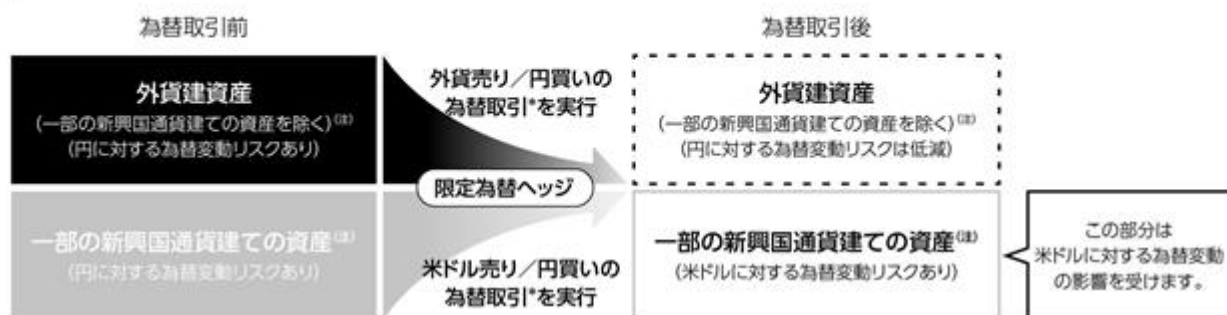 為替取引前
為替取引後
外貨建資産
(一部の新興国通貨建ての資産を除く)(注)
(円に対する為替変動リスクあり)
外貨売り/円買いの
為替取引*を実行
外貨建資産
(一部の新興国通貨建ての資産を除く)(注)
(円に対する為替変動リスクは低減)
限定為替ヘッジ
一部の新興国通貨建ての資産(注)
(円に対する為替変動リスクあり)
米ドル売り/円買いの
為替取引*を実行
一部の新興国通貨建ての資産(注)
(米ドルに対する為替変動リスクあり)
この部分は
米ドルに対する為替変動
の影響を受けます。